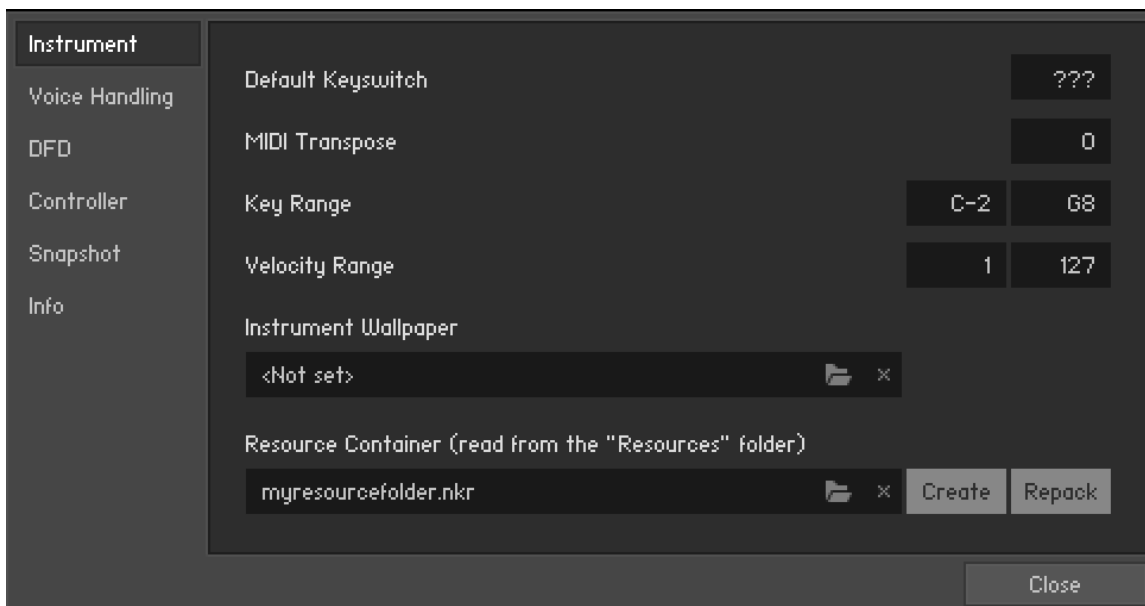 Instrument
Voice Handling
DFD
Controller
Snapshot
Info
Default Keyswitch ???
MIDI Transpose 0
Key Range C-2 G8
Velocity Range 1 127
Instrument Wallpaper
<Not set> ×
Resource Container (read from the "Resources" folder)
myresourcefolder.nkr × Create Repack
Close